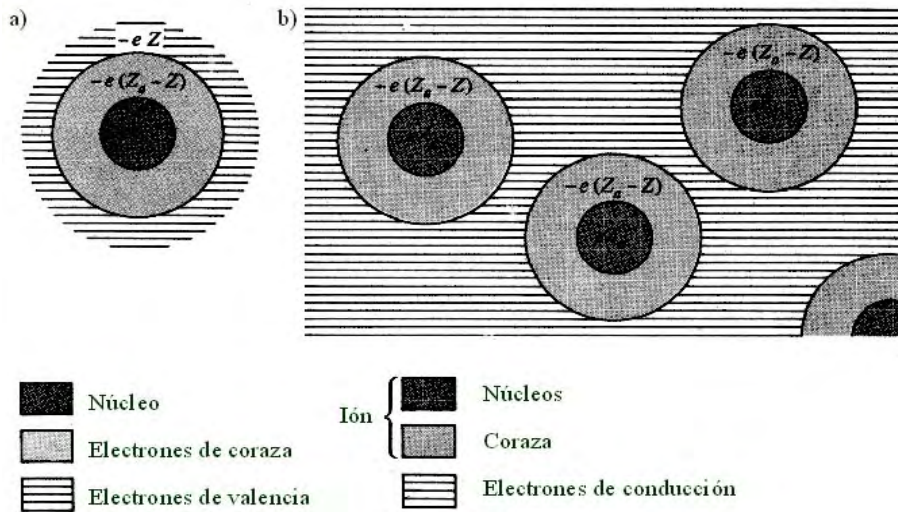 a)
-e Z
-e (Z_a - Z)
b)
-e (Z_a - Z)
-e (Z_a - Z)
-e (Z_a - Z)
Núcleo
Electrones de coraza
Electrones de valencia
Ión
Núcleos
Coraza
Electrones de conducción